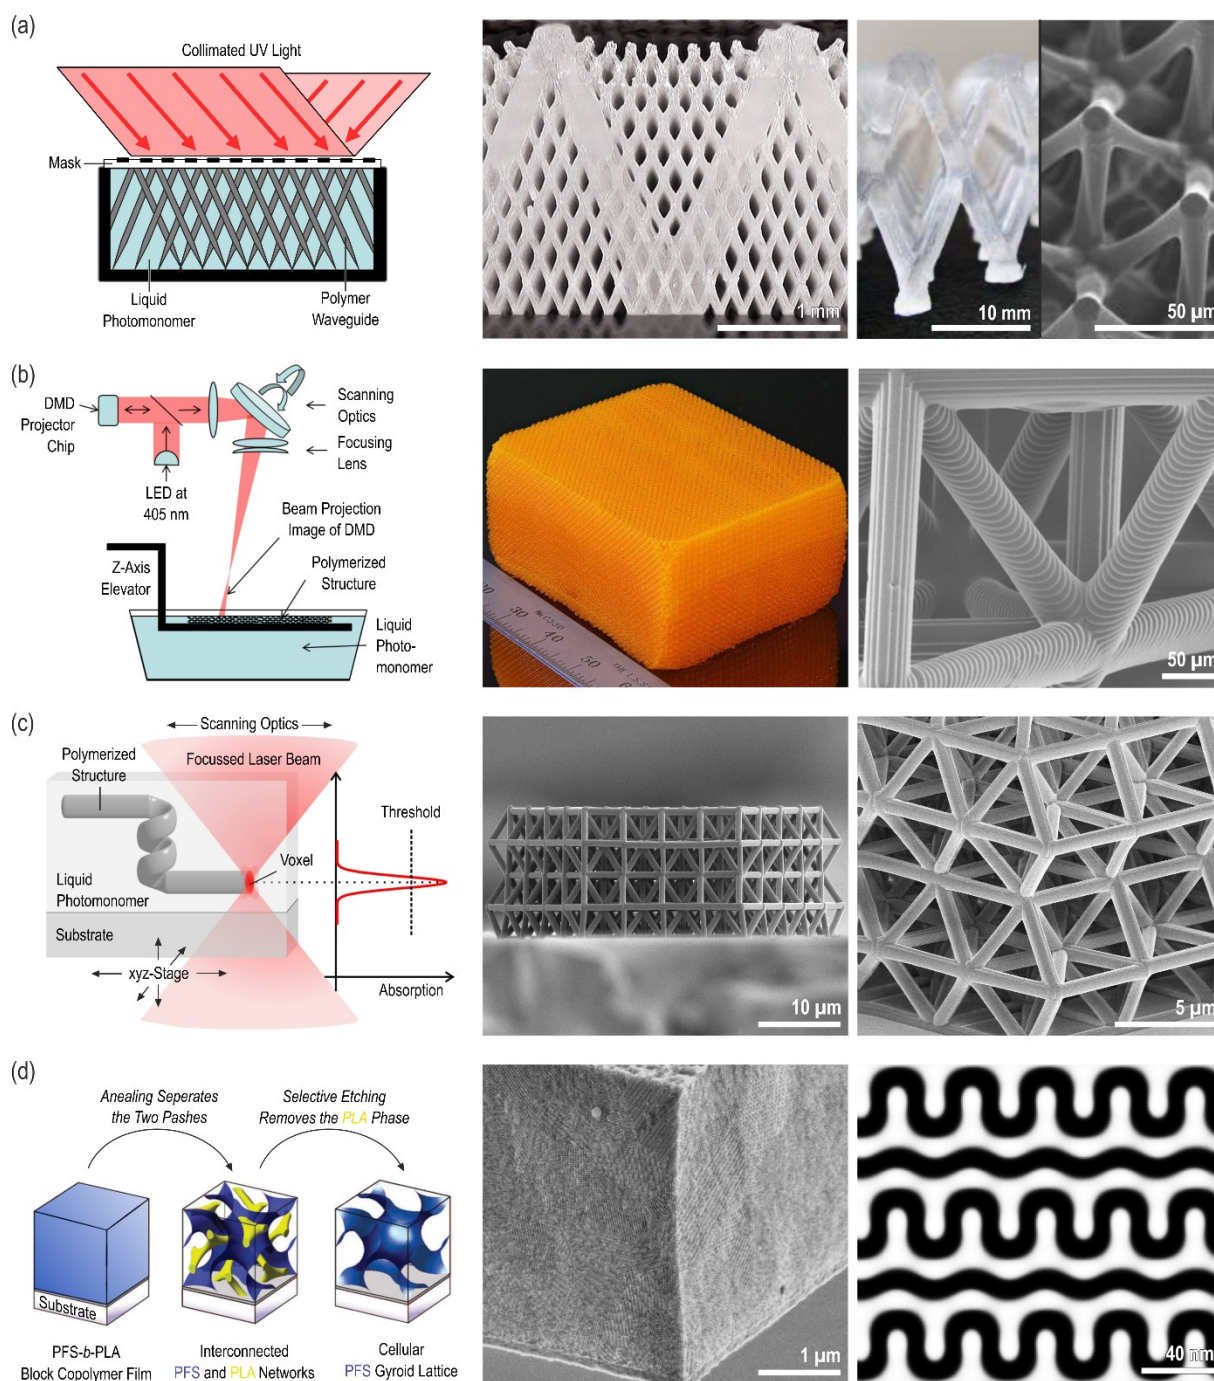 (a)
Collimated UV Light
Mask
Liquid
Photomonomer
Polymer
Waveguide
1 mm
10 mm
50 µm
(b)
DMD
Projector
Chip
LED at
405 nm
Scanning
Optics
Focusing
Lens
Beam Projection
Image of DMD
Z-Axis
Elevator
Polymerized
Structure
Liquid
Photo-
monomer
30
40
50
50 µm
(c)
Scanning Optics
Polymerized
Structure
Focussed Laser Beam
Threshold
Voxel
Liquid
Photomonomer
Substrate
xyz-Stage
Absorption
10 µm
5 µm
(d)
Anealing Seperates
the Two Pashes
Selective Etching
Removes the PLA Phase
Substrate
PFS-b-PLA
Block Copolymer Film
Interconnected
PFS and PLA Networks
Cellular
PFS Gyroid Lattice
1 µm
40 nm